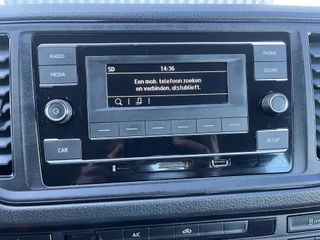 RADIO
MEDIA
SD 14:36
Een mob. telefoon zoeken
en verbinden, alstublieft.
PHONE
SOUND
CAR
SETUP
A/C